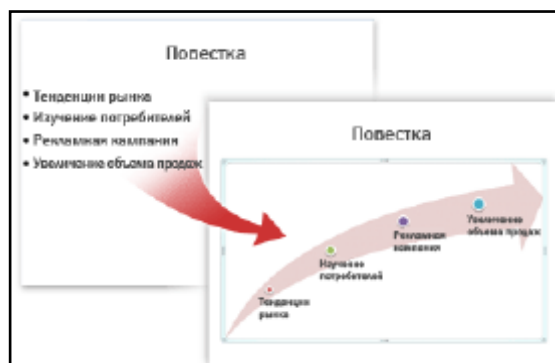 Повестка
• Тенденции рынка
• Изучение потребителей
• Рекламная кампания
• Увеличение объема продаж
Повестка
Тенденции
рынка
Изучение
потребителей
Рекламная
кампания
Увеличение
объема продаж